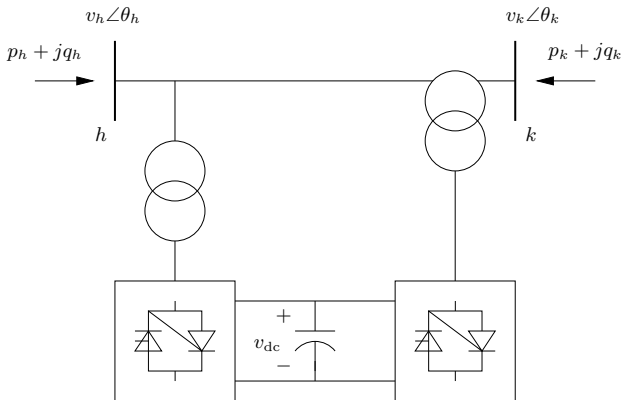 v_h∠θ_h
v_k∠θ_k
p_h + jq_h
p_k + jq_k
h
k
+
v_dc
−